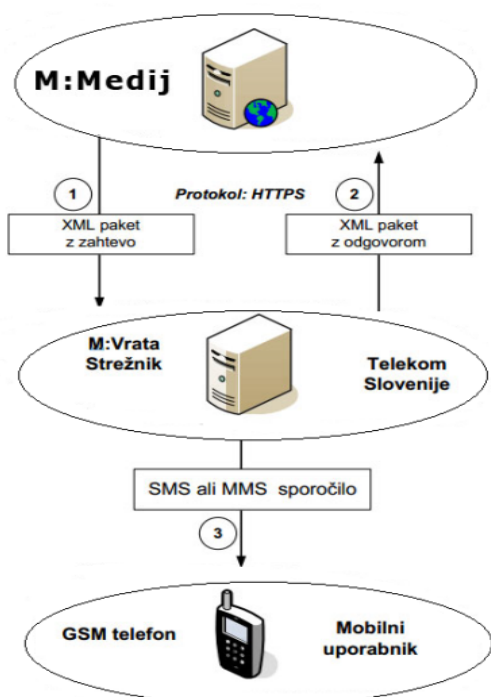 M:Medij
1
Protokol: HTTPS
2
XML paket
z zahtevo
XML paket
z odgovorom
M:Vrata
Strežnik
Telekom
Slovenije
SMS ali MMS sporočilo
3
GSM telefon
Mobilni
uporabnik